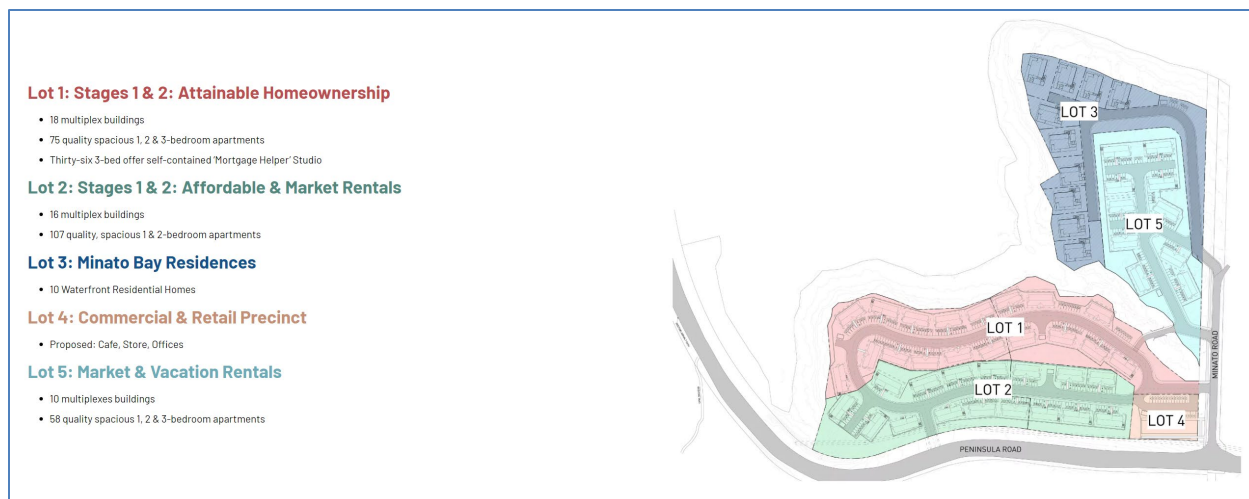 Lot 1: Stages 1 & 2: Attainable Homeownership
• 18 multiplex buildings
• 75 quality spacious 1, 2 & 3-bedroom apartments
• Thirty-six 3-bed offer self-contained 'Mortgage Helper' Studio
Lot 2: Stages 1 & 2: Affordable & Market Rentals
• 16 multiplex buildings
• 107 quality, spacious 1 & 2-bedroom apartments
Lot 3: Minato Bay Residences
• 10 Waterfront Residential Homes
Lot 4: Commercial & Retail Precinct
• Proposed: Cafe, Store, Offices
Lot 5: Market & Vacation Rentals
• 10 multiplexes buildings
• 58 quality spacious 1, 2 & 3-bedroom apartments
LOT 3
LOT 5
LOT 1
MINATO ROAD
LOT 2
LOT 4
PENINSULA ROAD